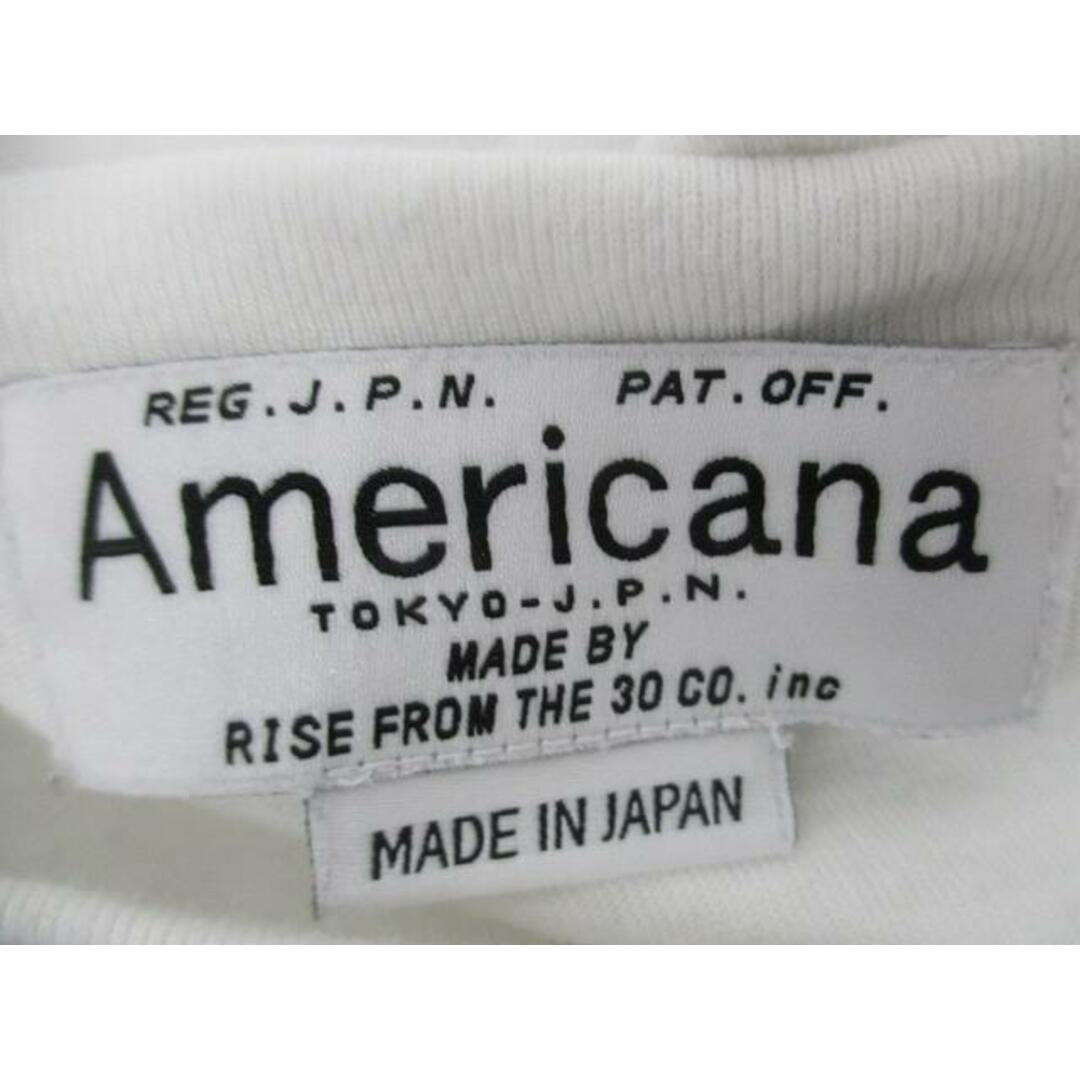 REG.J.P.N. PAT.OFF.
Americana
TOKYO-J.P.N.
MADE BY
RISE FROM THE 30 CO. inc
MADE IN JAPAN